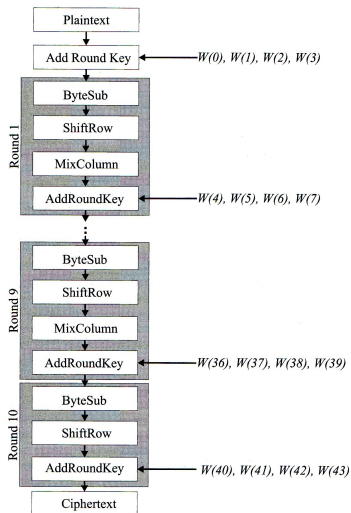 Plaintext
Add Round Key
W(0), W(1), W(2), W(3)
Round 1
ByteSub
ShiftRow
MixColumn
AddRoundKey
W(4), W(5), W(6), W(7)
⋮
Round 9
ByteSub
ShiftRow
MixColumn
AddRoundKey
W(36), W(37), W(38), W(39)
Round 10
ByteSub
ShiftRow
AddRoundKey
W(40), W(41), W(42), W(43)
Ciphertext